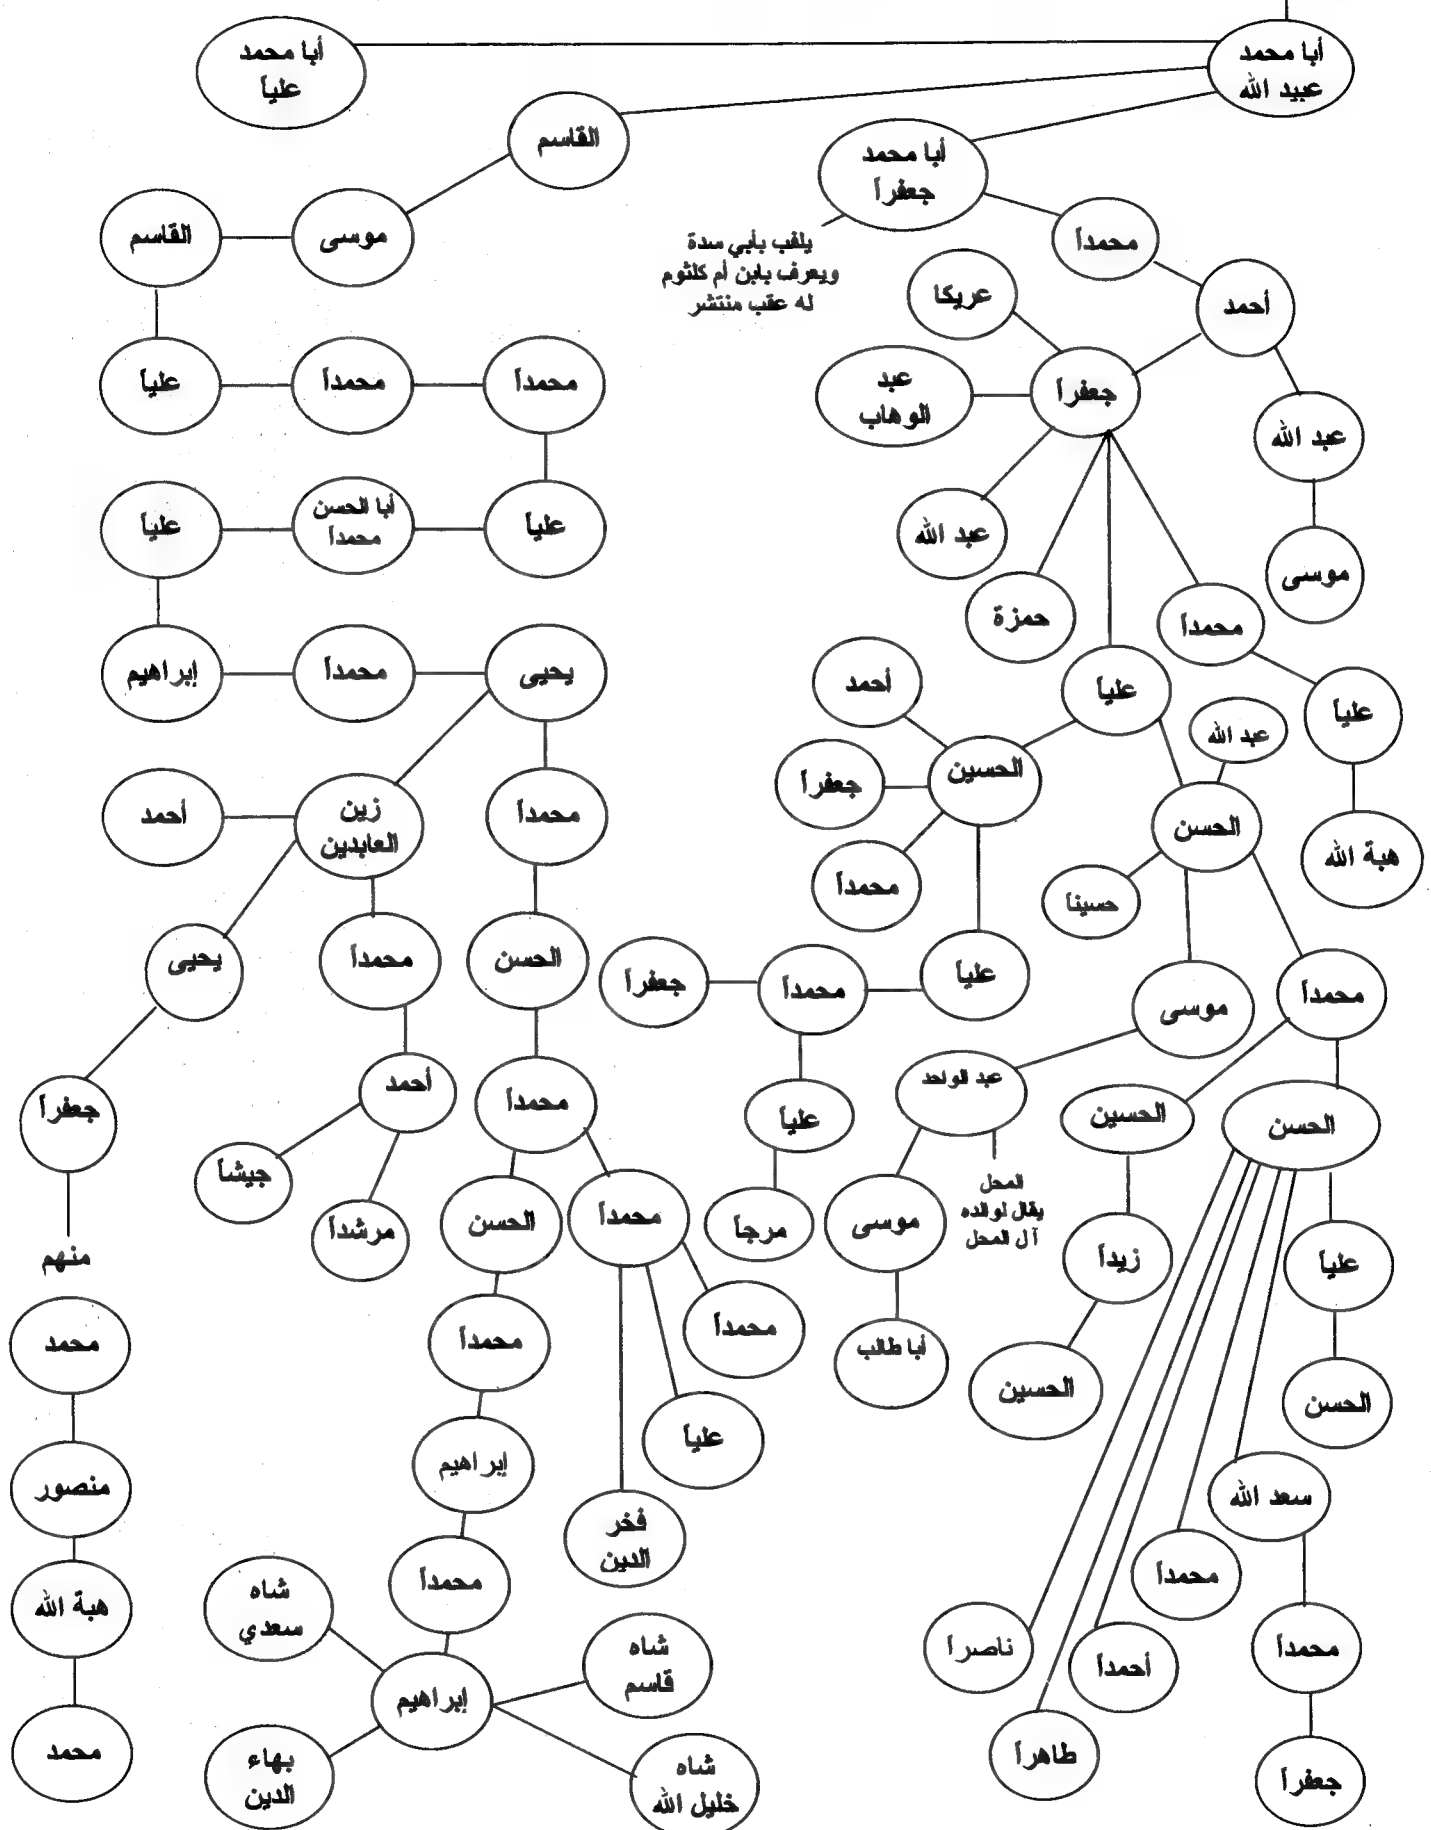 أبا محمد
عبيد الله
أبا محمد
علياً
القاسم
أبا محمد
جعفراً
يلقب بأبي سدة
ويعرف بابن أم كلثوم
له عقب منتشر
محمداً
موسى
القاسم
أحمد
عريكا
جعفراً
عبد
الوهاب
عبد الله
موسى
محمداً
محمداً
علياً
علياً
أبا الحسن
محمداً
علياً
عبد الله
حمزة
محمداً
علياً
علياً
هبة الله
يحيى
محمداً
إبراهيم
أحمد
الحسين
جعفراً
محمداً
عبد الله
الحسن
حسينا
محمداً
زين
العابدين
أحمد
يحيى
محمداً
الحسن
علياً
محمداً
جعفراً
موسى
محمداً
جعفراً
أحمد
محمداً
علياً
عبد الواحد
الحسين
الحسن
جيشاً
مرشداً
الحسن
محمداً
مرجاً
موسى
المحل
يقال لوالده
آل المحل
زيداً
علياً
منهم
محمد
محمداً
محمداً
أبا طالب
الحسين
الحسن
إبراهيم
علياً
منصور
سعد الله
فخر
الدين
محمداً
محمداً
هبة الله
شاه
سعدي
شاه
قاسم
ناصراً
أحمداً
محمداً
إبراهيم
طاهراً
محمد
بهاء
الدين
شاه
خليل الله
جعفراً